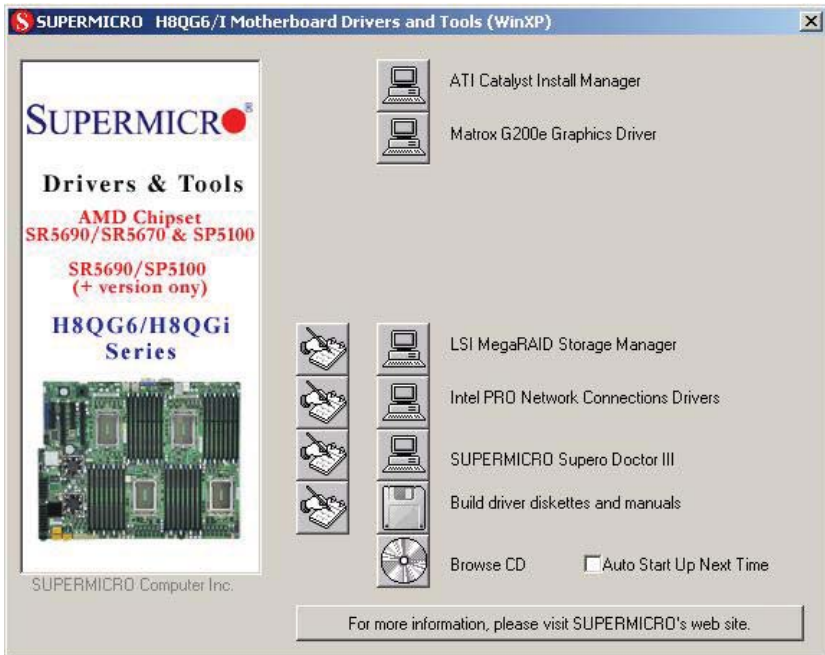 SUPERMICRO H8QG6/I Motherboard Drivers and Tools (WinXP)
SUPERMICRO®
Drivers & Tools
AMD Chipset
SR5690/SR5670 & SP5100
SR5690/SP5100
(+ version ony)
H8QG6/H8QGi
Series
SUPERMICRO Computer Inc.
ATI Catalyst Install Manager
Matrox G200e Graphics Driver
LSI MegaRAID Storage Manager
Intel PRO Network Connections Drivers
SUPERMICRO Supero Doctor III
Build driver diskettes and manuals
Browse CD
Auto Start Up Next Time
For more information, please visit SUPERMICRO's web site.